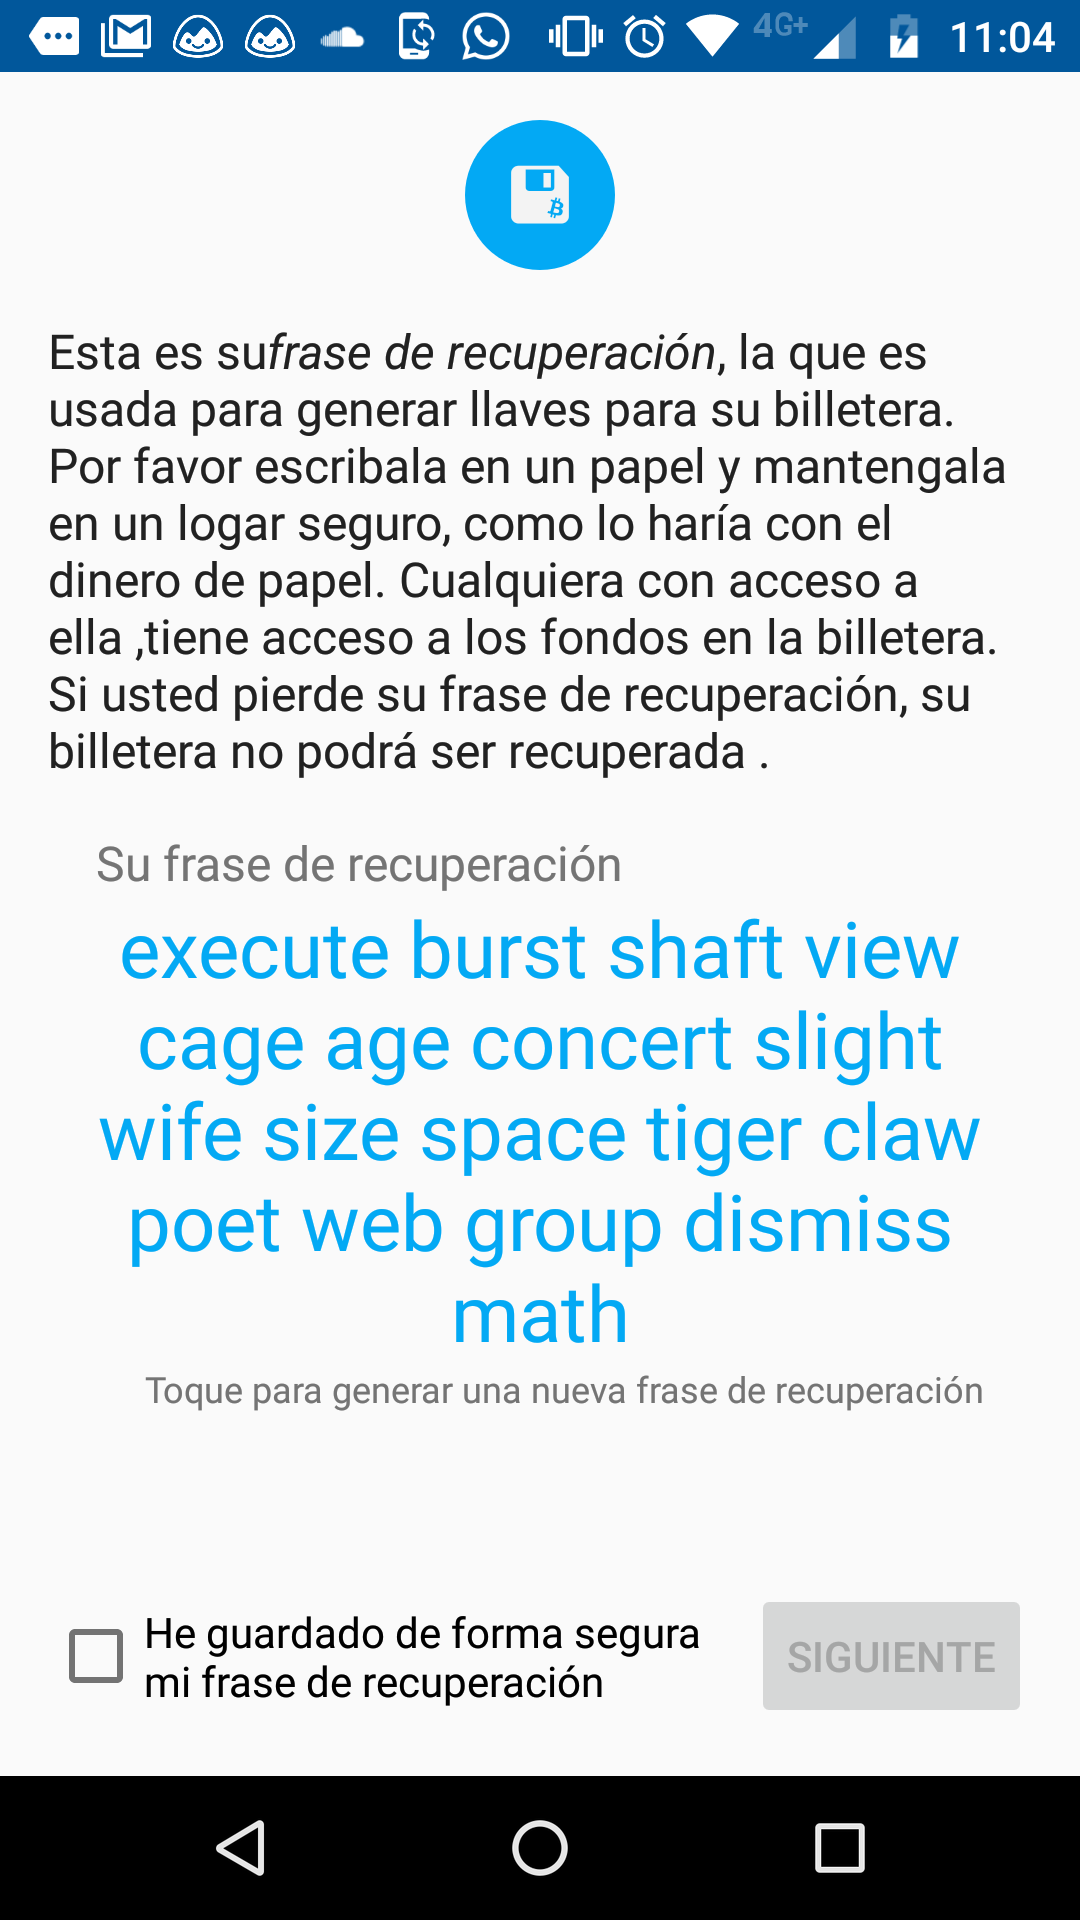 4G+ 11:04
Esta es sufrase de recuperación, la que es
usada para generar llaves para su billetera.
Por favor escribala en un papel y mantengala
en un logar seguro, como lo haría con el
dinero de papel. Cualquiera con acceso a
ella ,tiene acceso a los fondos en la billetera.
Si usted pierde su frase de recuperación, su
billetera no podrá ser recuperada .
Su frase de recuperación
execute burst shaft view
cage age concert slight
wife size space tiger claw
poet web group dismiss
math
Toque para generar una nueva frase de recuperación
He guardado de forma segura
mi frase de recuperación
SIGUIENTE